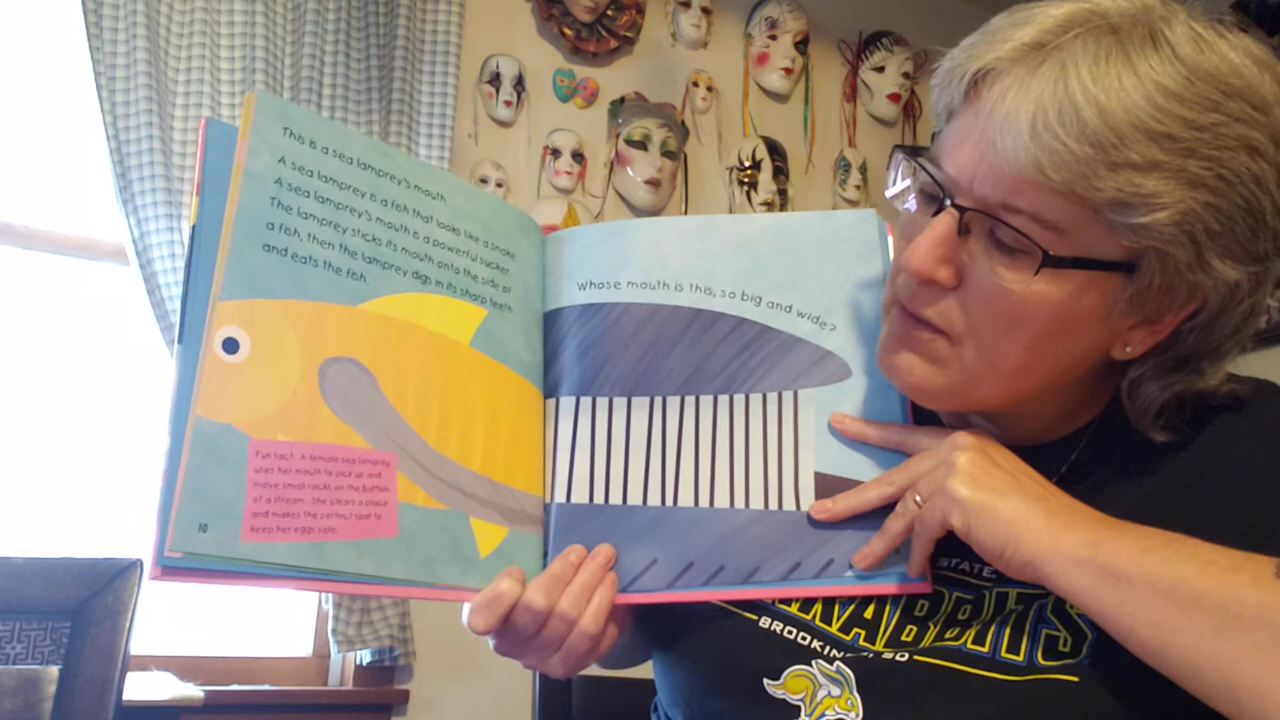 This is a sea lamprey's mouth.
A sea lamprey is a fish that looks like a snake.
A sea lamprey's mouth is a powerful sucker.
The lamprey sticks its mouth onto the side of
a fish, then the lamprey digs in its sharp teeth
and eats the fish.
Fun fact: A female sea lamprey
uses her mouth to pick up and
move small rocks on the bottom
of a stream. She clears a place
and makes the perfect spot to
keep her eggs safe.
10
Whose mouth is this, so big and wide?
STATE
RABBITS
BROOKIN SD